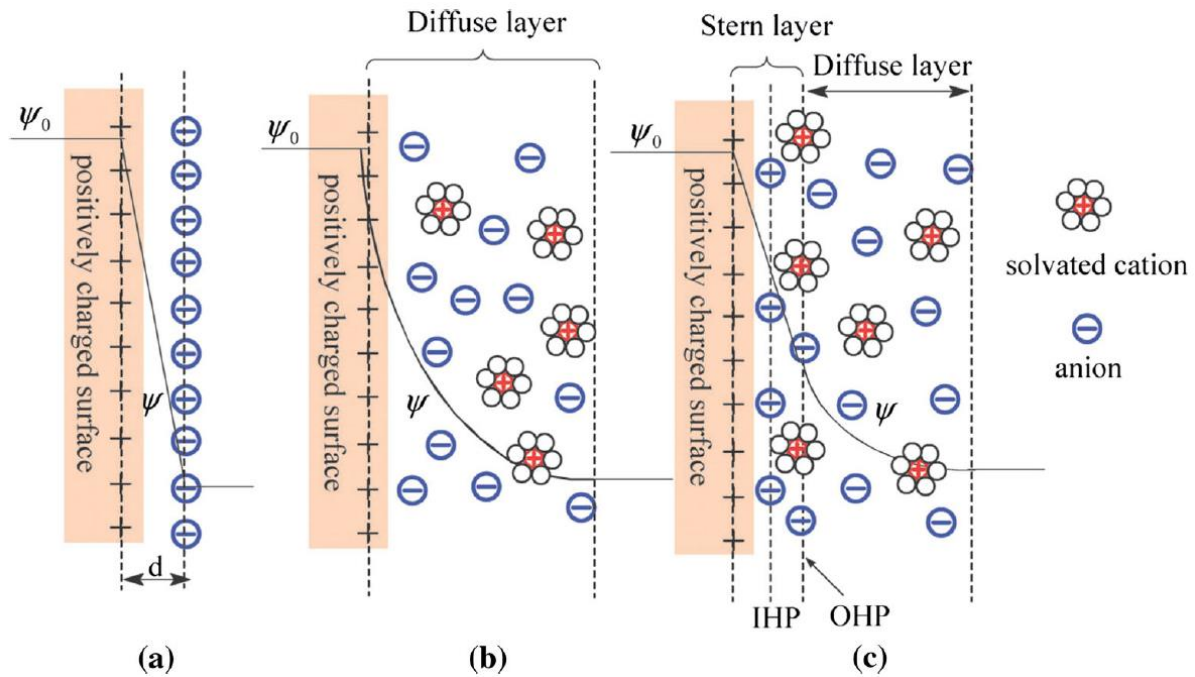 Diffuse layer
Stern layer
Diffuse layer
ψ0
positively charged surface
ψ
d
ψ0
positively charged surface
ψ
ψ0
positively charged surface
ψ
solvated cation
anion
IHP
OHP
(a)
(b)
(c)